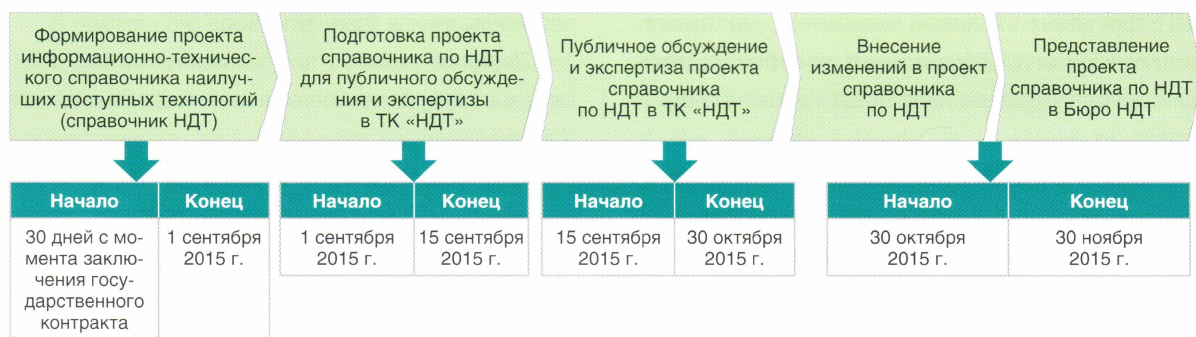 Формирование проекта
информационно-техничес-
кого справочника наилуч-
ших доступных технологий
(справочник НДТ)
Подготовка проекта
справочника по НДТ
для публичного обсужде-
ния и экспертизы
в ТК «НДТ»
Публичное обсуждение
и экспертиза проекта
справочника
по НДТ в ТК «НДТ»
Внесение
изменений в проект
справочника
по НДТ
Представление
проекта
справочника по НДТ
в Бюро НДТ
Начало
Конец
30 дней с мо-
мента заклю-
чения госу-
дарственного
контракта
1 сентября
2015 г.
Начало
Конец
1 сентября
2015 г.
15 сентября
2015 г.
Начало
Конец
15 сентября
2015 г.
30 октября
2015 г.
Начало
Конец
30 октября
2015 г.
30 ноября
2015 г.